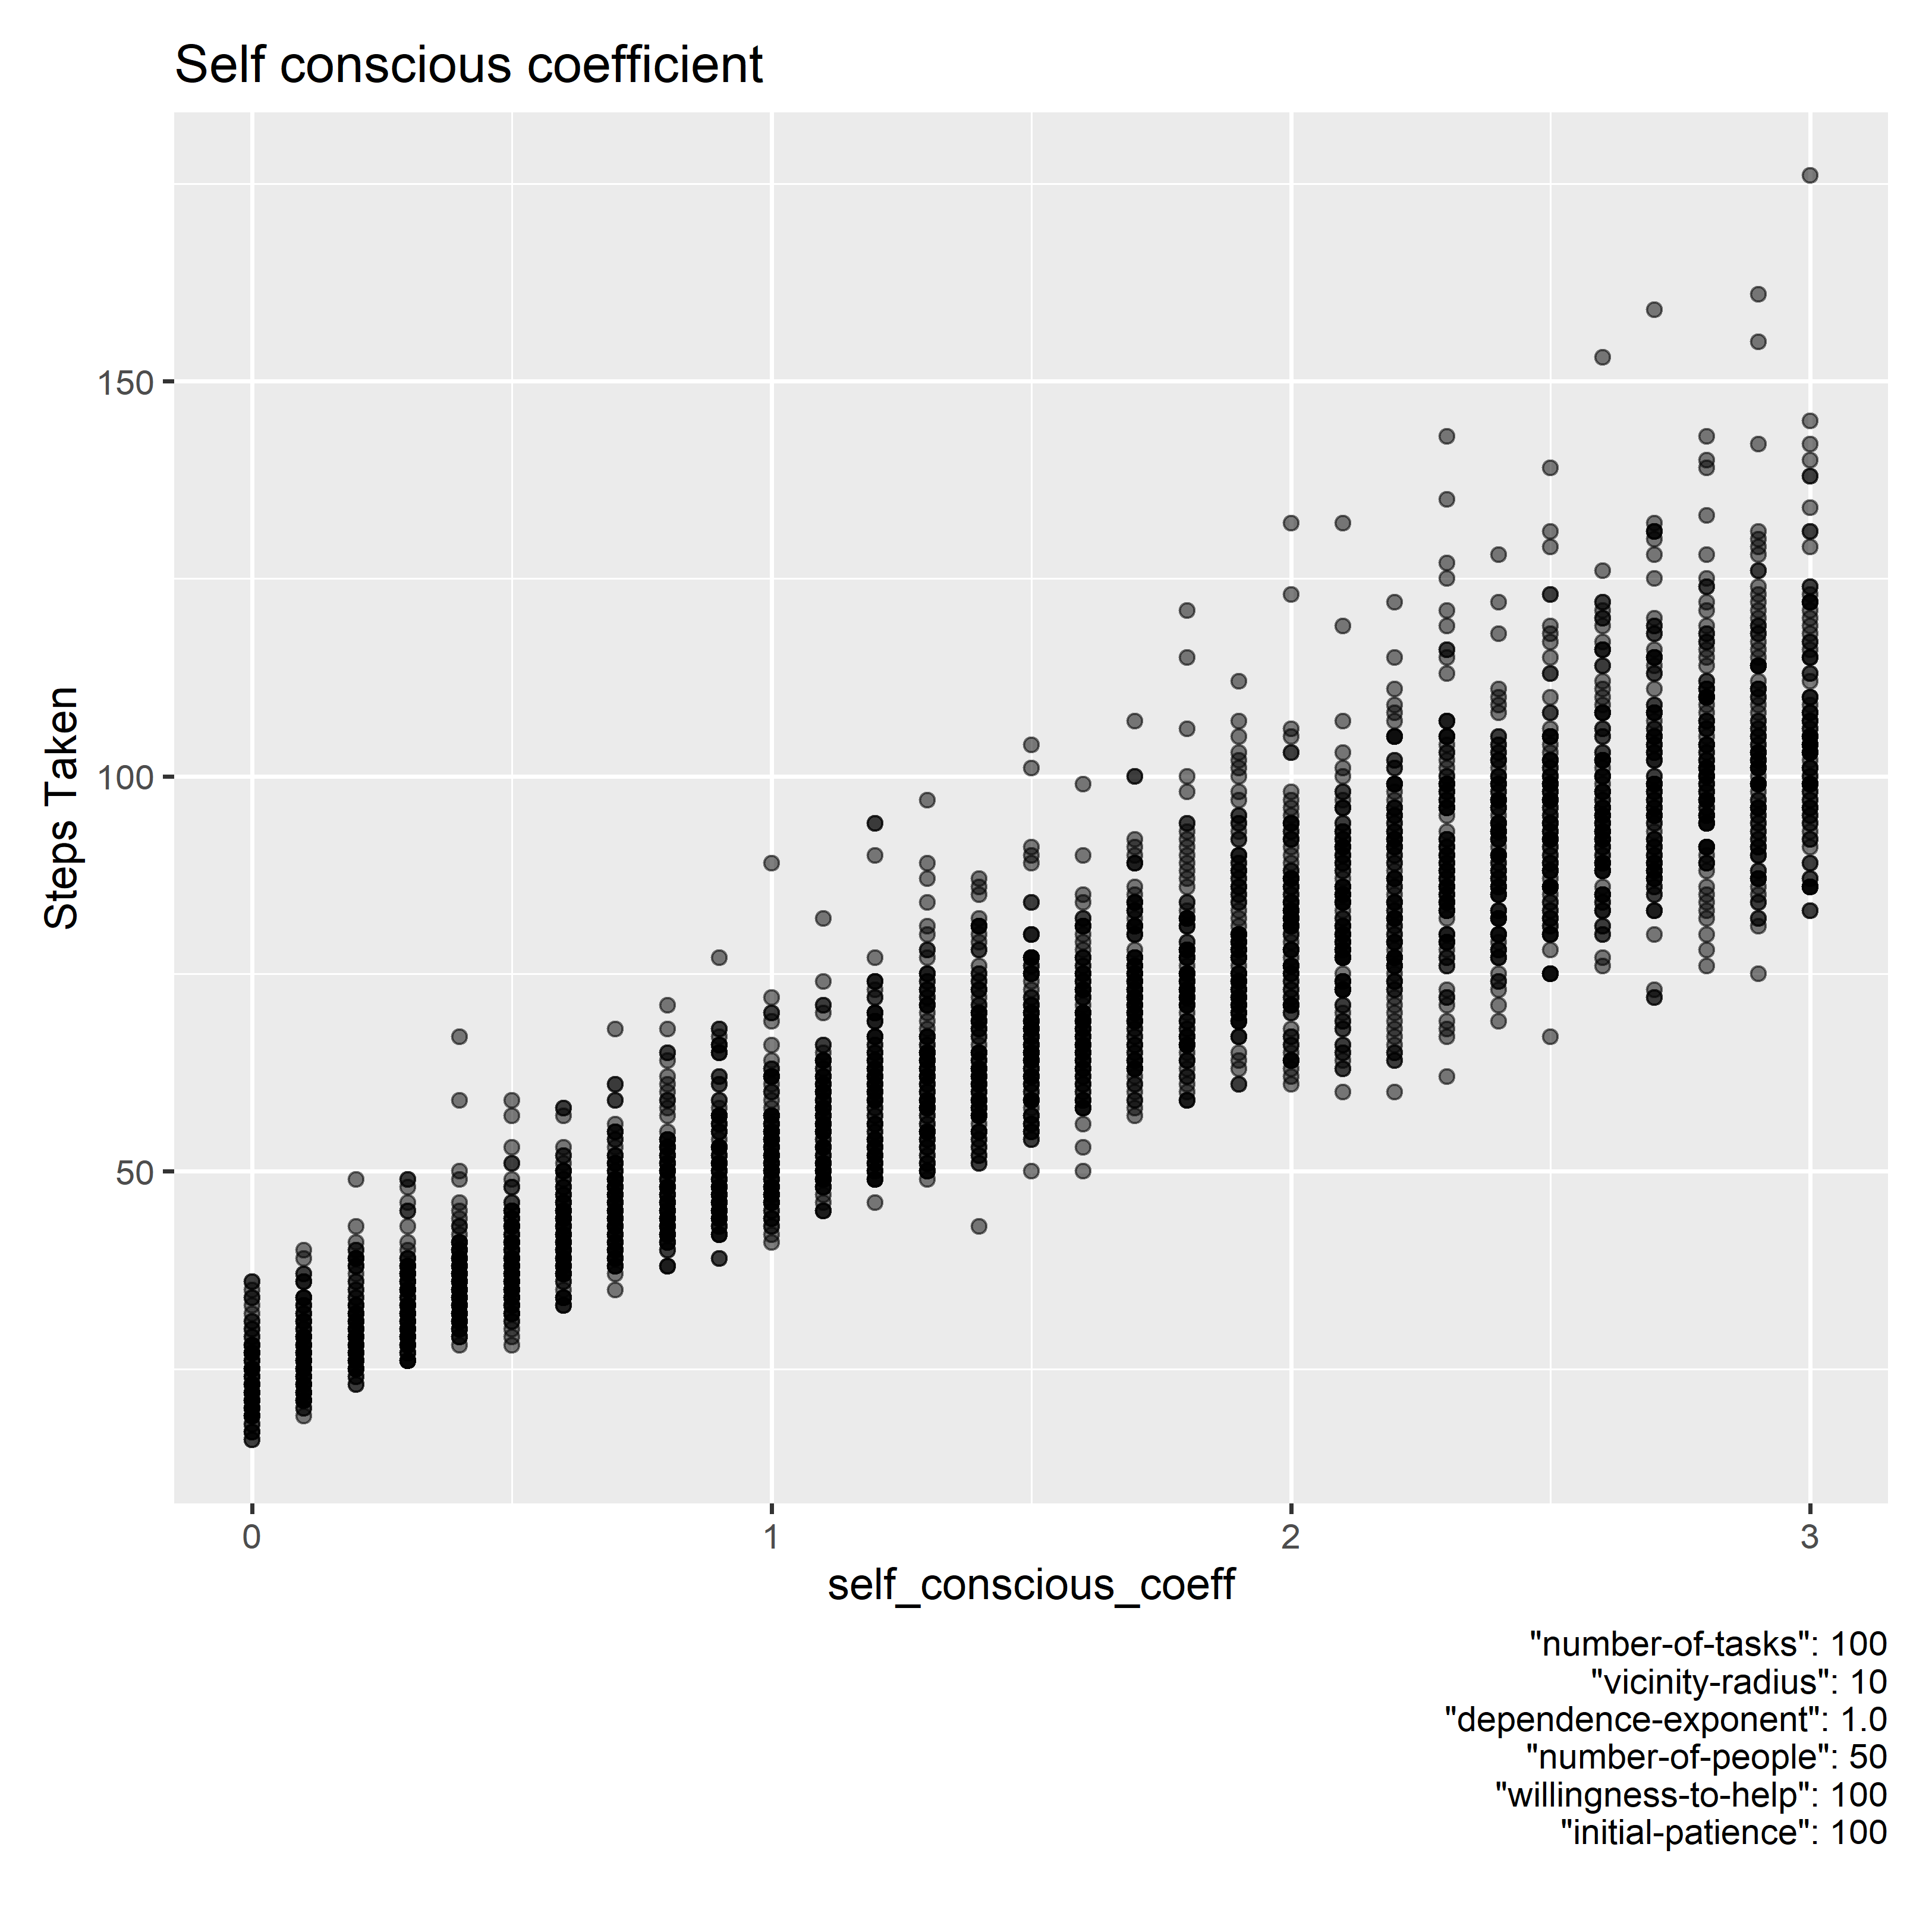 Self conscious coefficient
150
100
50
Steps Taken
0 1 2 3
self_conscious_coeff
"number-of-tasks": 100
"vicinity-radius": 10
"dependence-exponent": 1.0
"number-of-people": 50
"willingness-to-help": 100
"initial-patience": 100